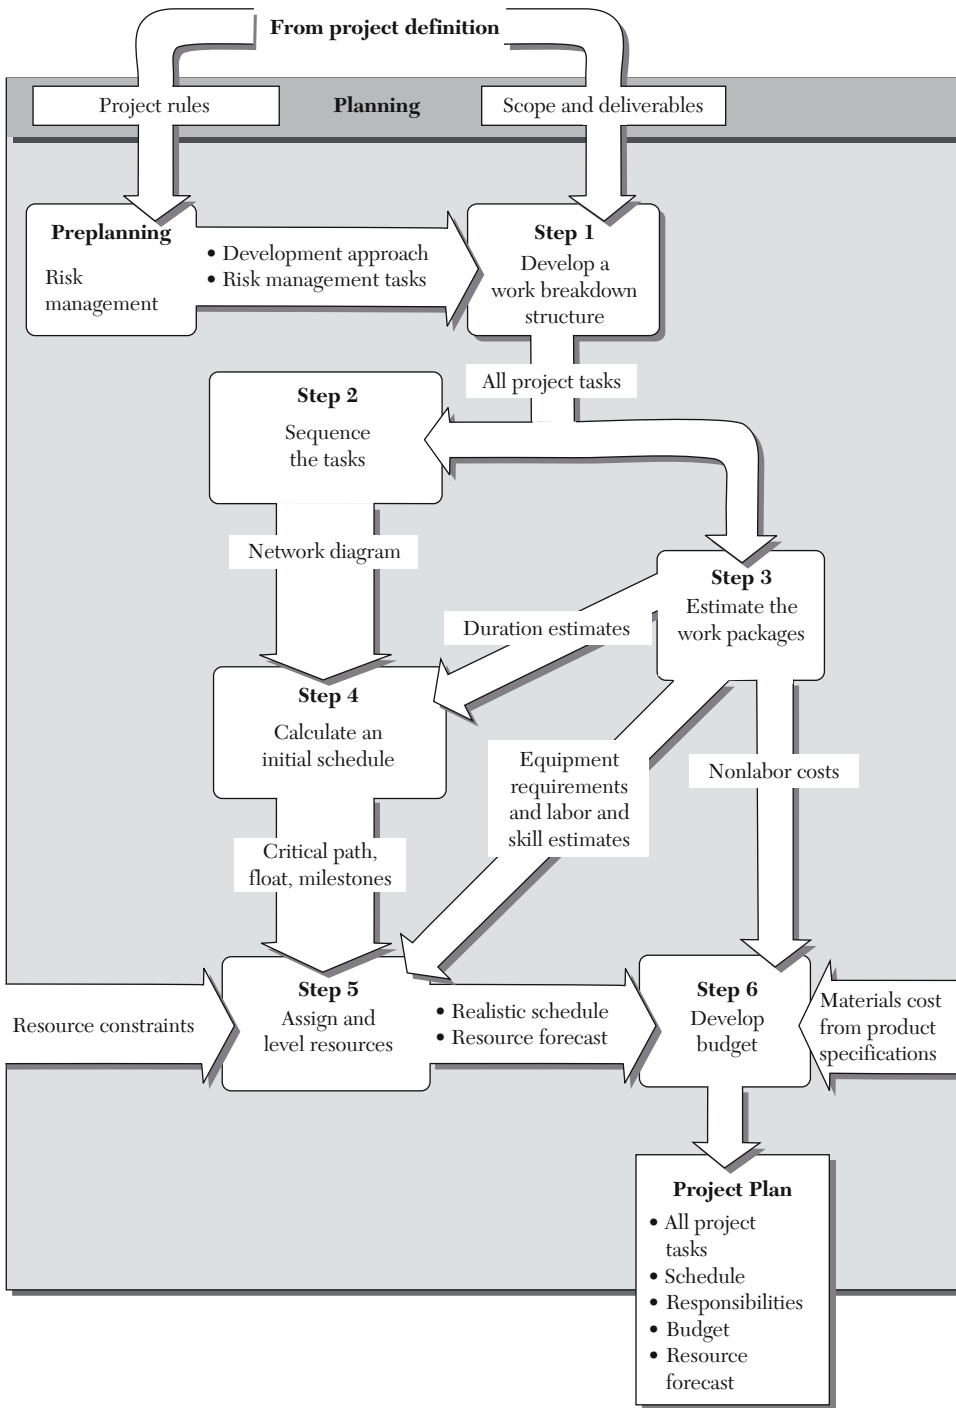 From project definition
Project rules
Planning
Scope and deliverables
Preplanning
Risk
management
• Development approach
• Risk management tasks
Step 1
Develop a
work breakdown
structure
All project tasks
Step 2
Sequence
the tasks
Network diagram
Step 3
Estimate the
work packages
Duration estimates
Step 4
Calculate an
initial schedule
Equipment
requirements
and labor and
skill estimates
Nonlabor costs
Critical path,
float, milestones
Resource constraints
Step 5
Assign and
level resources
• Realistic schedule
• Resource forecast
Step 6
Develop
budget
Materials cost
from product
specifications
Project Plan
• All project
tasks
• Schedule
• Responsibilities
• Budget
• Resource
forecast